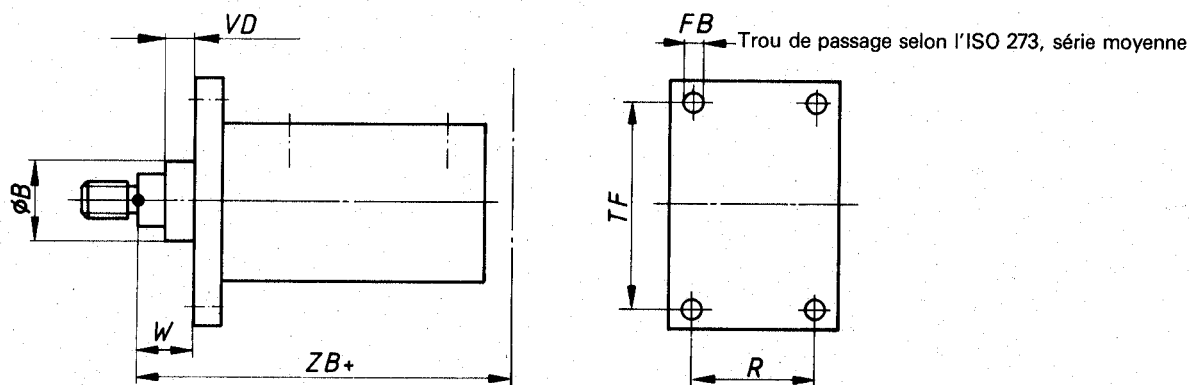 VD
FB
Trou de passage selon l'ISO 273, série moyenne
øB
TF
W
ZB+
R